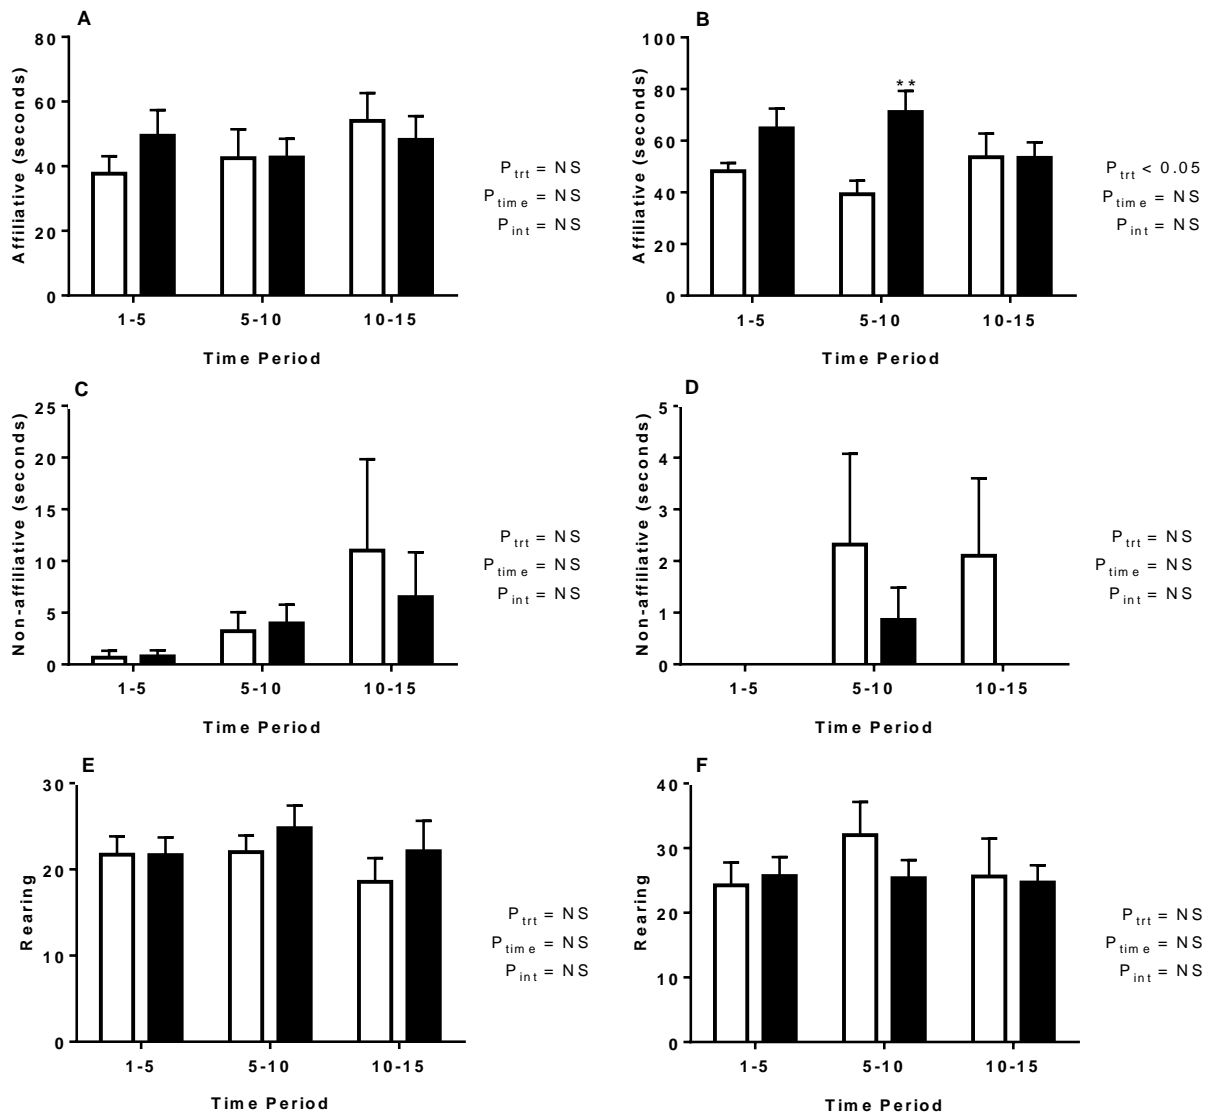 A
Affiliative (seconds)
80
60
40
20
0
1-5
5-10
10-15
Time Period
P trt = NS
P time = NS
P int = NS
B
Affiliative (seconds)
100
80
60
40
20
0
**
1-5
5-10
10-15
Time Period
P trt < 0.05
P time = NS
P int = NS
C
Non-affiliative (seconds)
25
20
15
10
5
0
1-5
5-10
10-15
Time Period
P trt = NS
P time = NS
P int = NS
D
Non-affiliative (seconds)
5
4
3
2
1
0
1-5
5-10
10-15
Time Period
P trt = NS
P time = NS
P int = NS
E
Rearing
30
20
10
0
1-5
5-10
10-15
Time Period
P trt = NS
P time = NS
P int = NS
F
Rearing
40
30
20
10
0
1-5
5-10
10-15
Time Period
P trt = NS
P time = NS
P int = NS